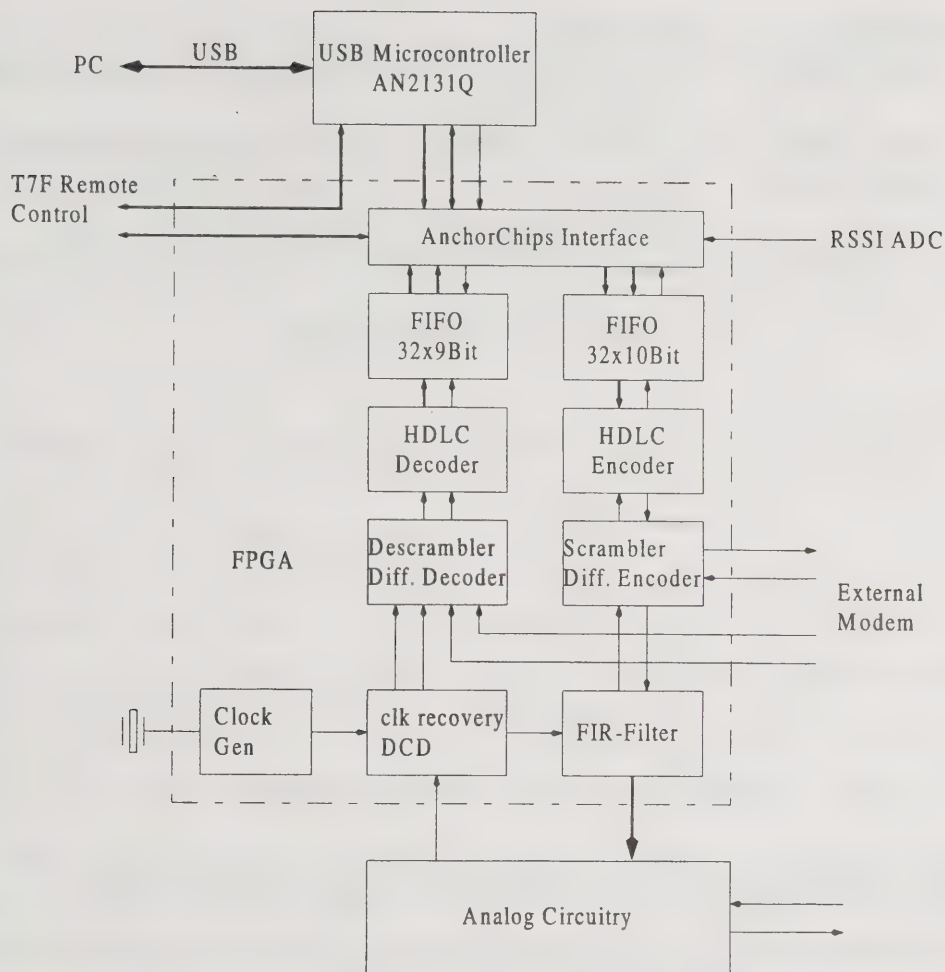 USB Microcontroller
AN2131Q
PC
USB
T7F Remote
Control
AnchorChips Interface
RSSI ADC
FIFO
32x9Bit
FIFO
32x10Bit
HDLC
Decoder
HDLC
Encoder
FPGA
Descrambler
Diff. Decoder
Scrambler
Diff. Encoder
External
Modem
Clock
Gen
clk recovery
DCD
FIR-Filter
Analog Circuitry